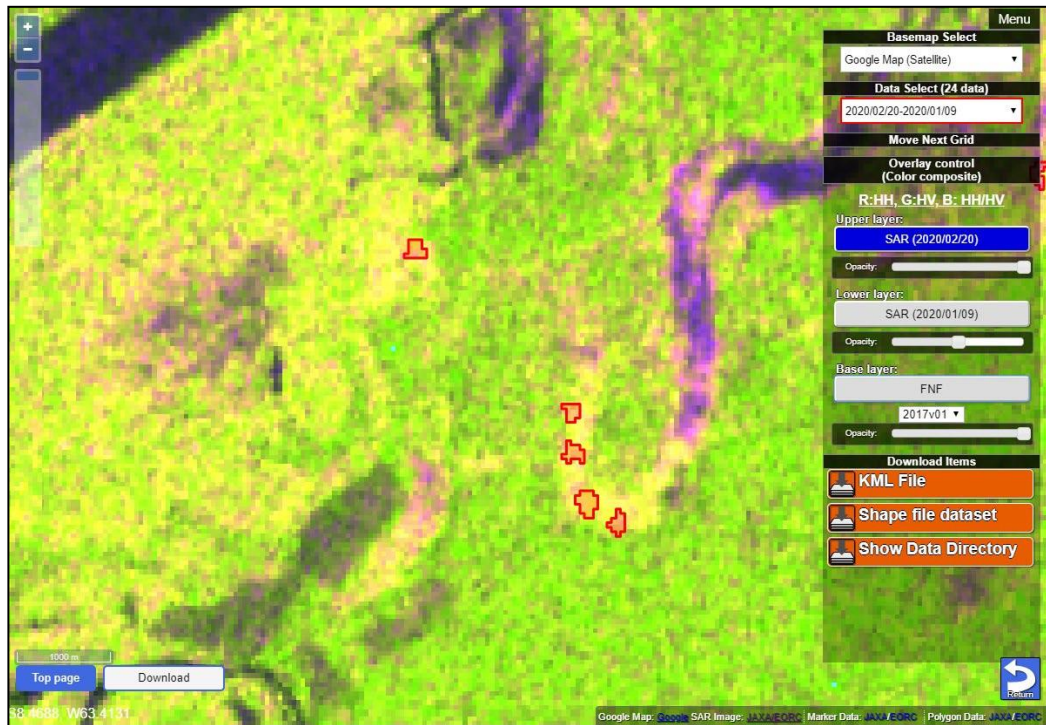 +
Menu
Basemap Select
Google Map (Satellite)
−
Data Select (24 data)
2020/02/20-2020/01/09
Move Next Grid
Overlay control
(Color composite)
R:HH, G:HV, B: HH/HV
Upper layer:
SAR (2020/02/20)
Opacity:
Lower layer:
SAR (2020/01/09)
Opacity:
Base layer:
FNF
2017v01
Opacity:
Download Items
KML File
Shape file dataset
Show Data Directory
1000 m
Top page
Download
Return
S8.4688 W63.4131
Google Map: Google SAR Image: JAXA/EORC Marker Data: JAXA/EORC Polygon Data: JAXA/EORC